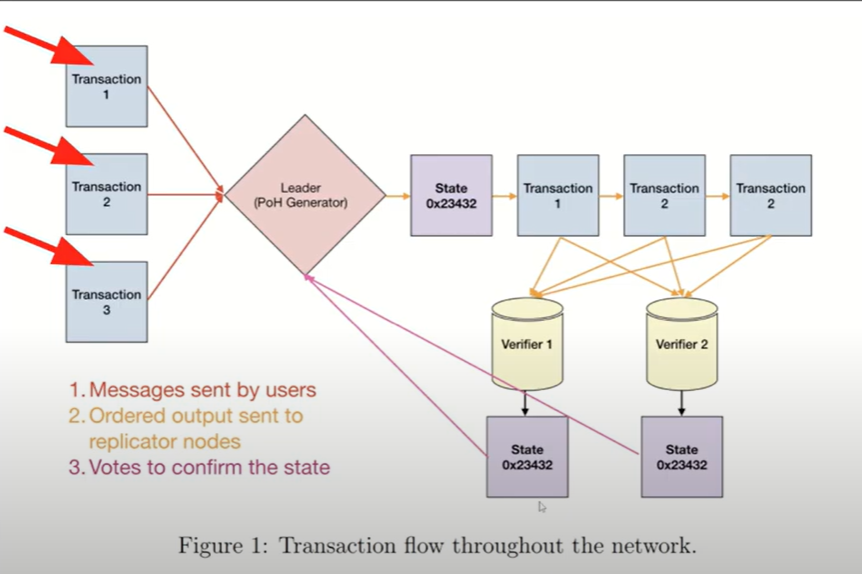 Transaction
1
Transaction
2
Transaction
3
Leader
(PoH Generator)
State
0x23432
Transaction
1
Transaction
2
Transaction
2
Verifier 1
Verifier 2
State
0x23432
State
0x23432
1. Messages sent by users
2. Ordered output sent to
replicator nodes
3. Votes to confirm the state
Figure 1: Transaction flow throughout the network.